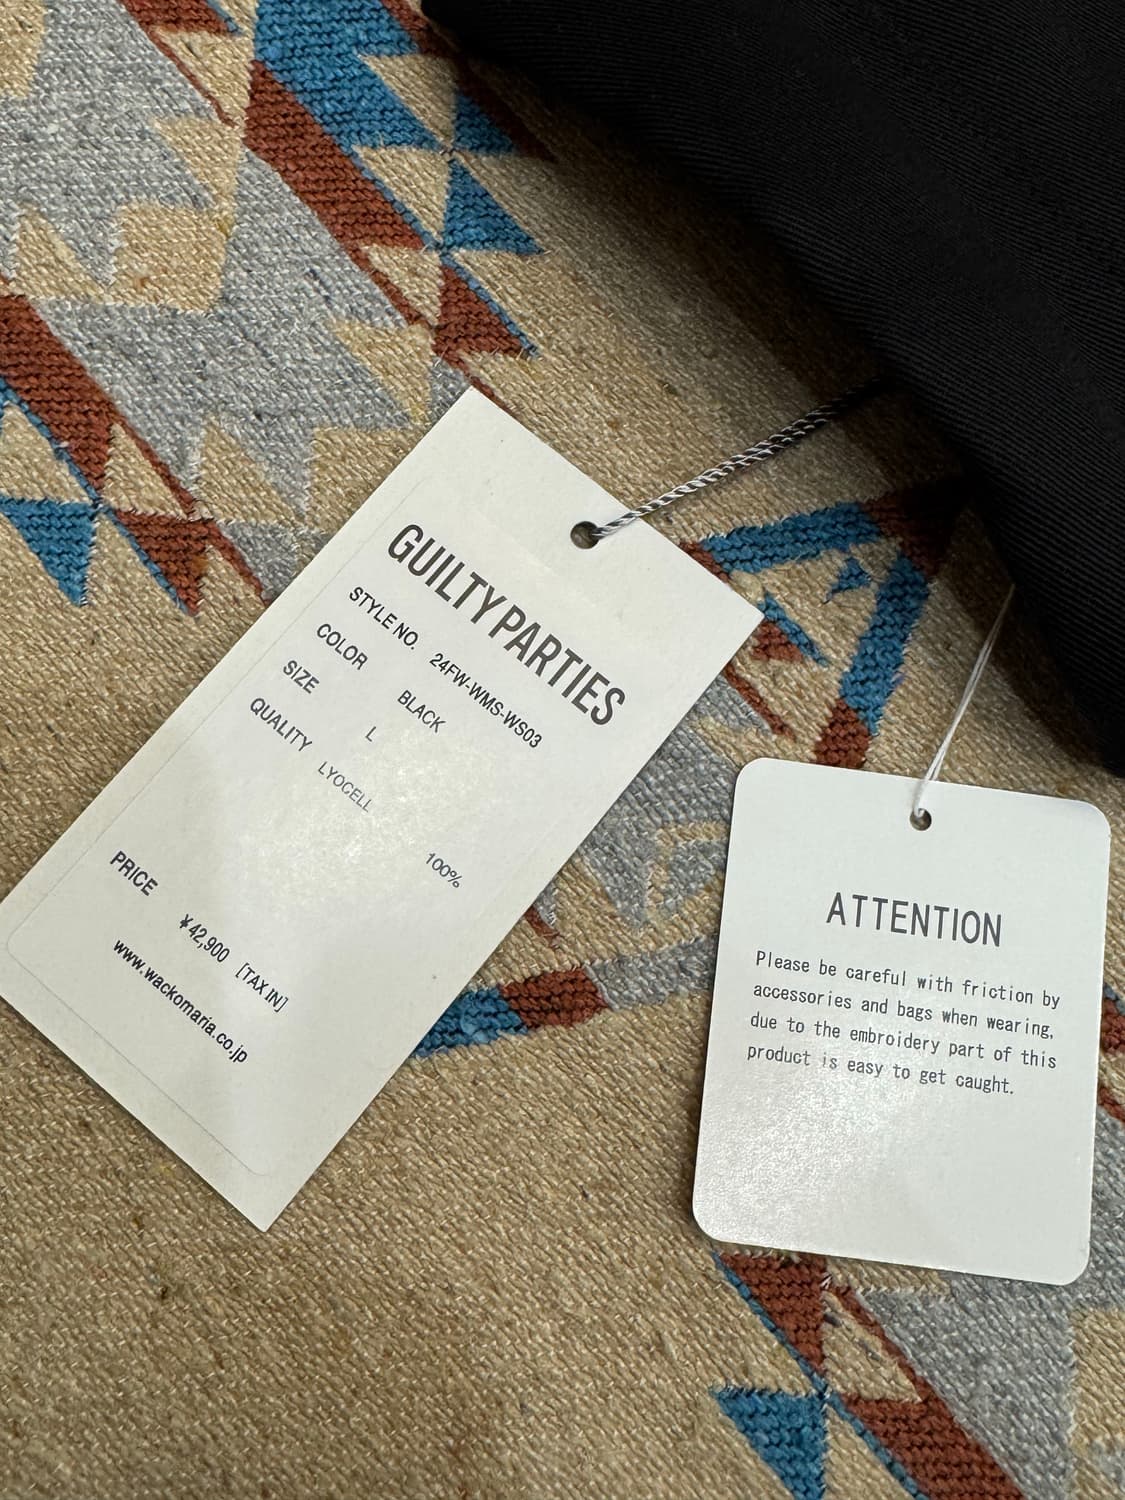 GUILTY PARTIES
STYLE NO. 24FW-WMS-WS03
COLOR BLACK
SIZE L
QUALITY LYOCELL 100%
PRICE ¥42,900 [TAX IN]
www.wackomaria.co.jp
ATTENTION
Please be careful with friction by
accessories and bags when wearing,
due to the embroidery part of this
product is easy to get caught.